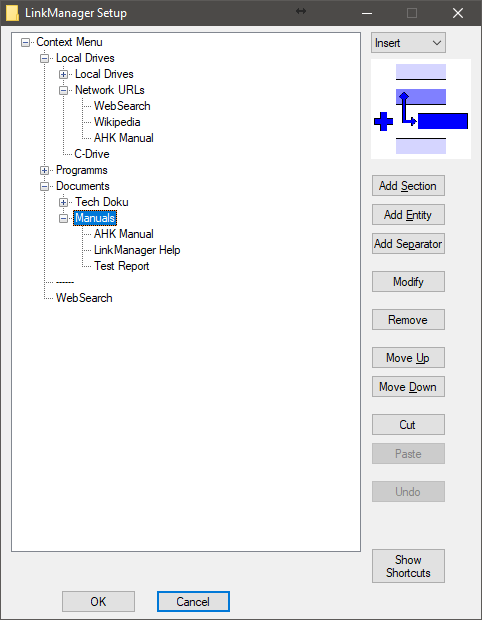 LinkManager Setup
Context Menu
Local Drives
Local Drives
Network URLs
WebSearch
Wikipedia
AHK Manual
C-Drive
Programms
Documents
Tech Doku
Manuals
AHK Manual
LinkManager Help
Test Report
------
WebSearch
Insert
Add Section
Add Entity
Add Separator
Modify
Remove
Move Up
Move Down
Cut
Paste
Undo
Show
Shortcuts
OK
Cancel